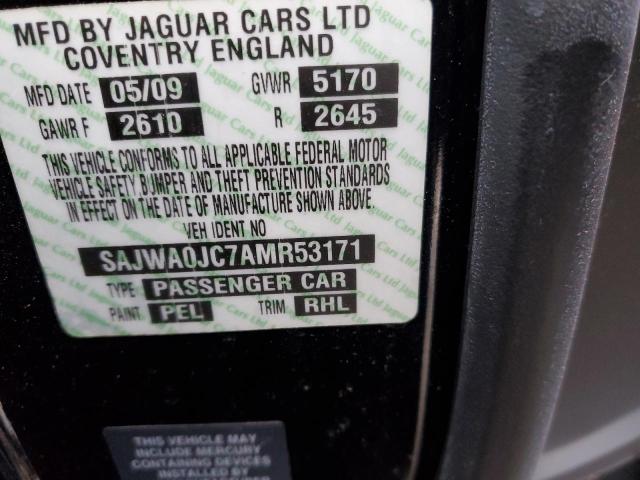 MFD BY JAGUAR CARS LTD
COVENTRY ENGLAND
MFD DATE 05/09 GVWR 5170
GAWR F 2610 R 2645
THIS VEHICLE CONFORMS TO ALL APPLICABLE FEDERAL MOTOR
VEHICLE SAFETY BUMPER AND THEFT PREVENTION STANDARDS
IN EFFECT ON THE DATE OF MANUFACTURE SHOWN ABOVE.
VEH IDENT NO
SAJWA0JC7AMR53171
TYPE: PASSENGER CAR
PAINT: PEL TRIM RHL
THIS VEHICLE MAY
INCLUDE MERCURY
CONTAINING DEVICES
INSTALLED BY